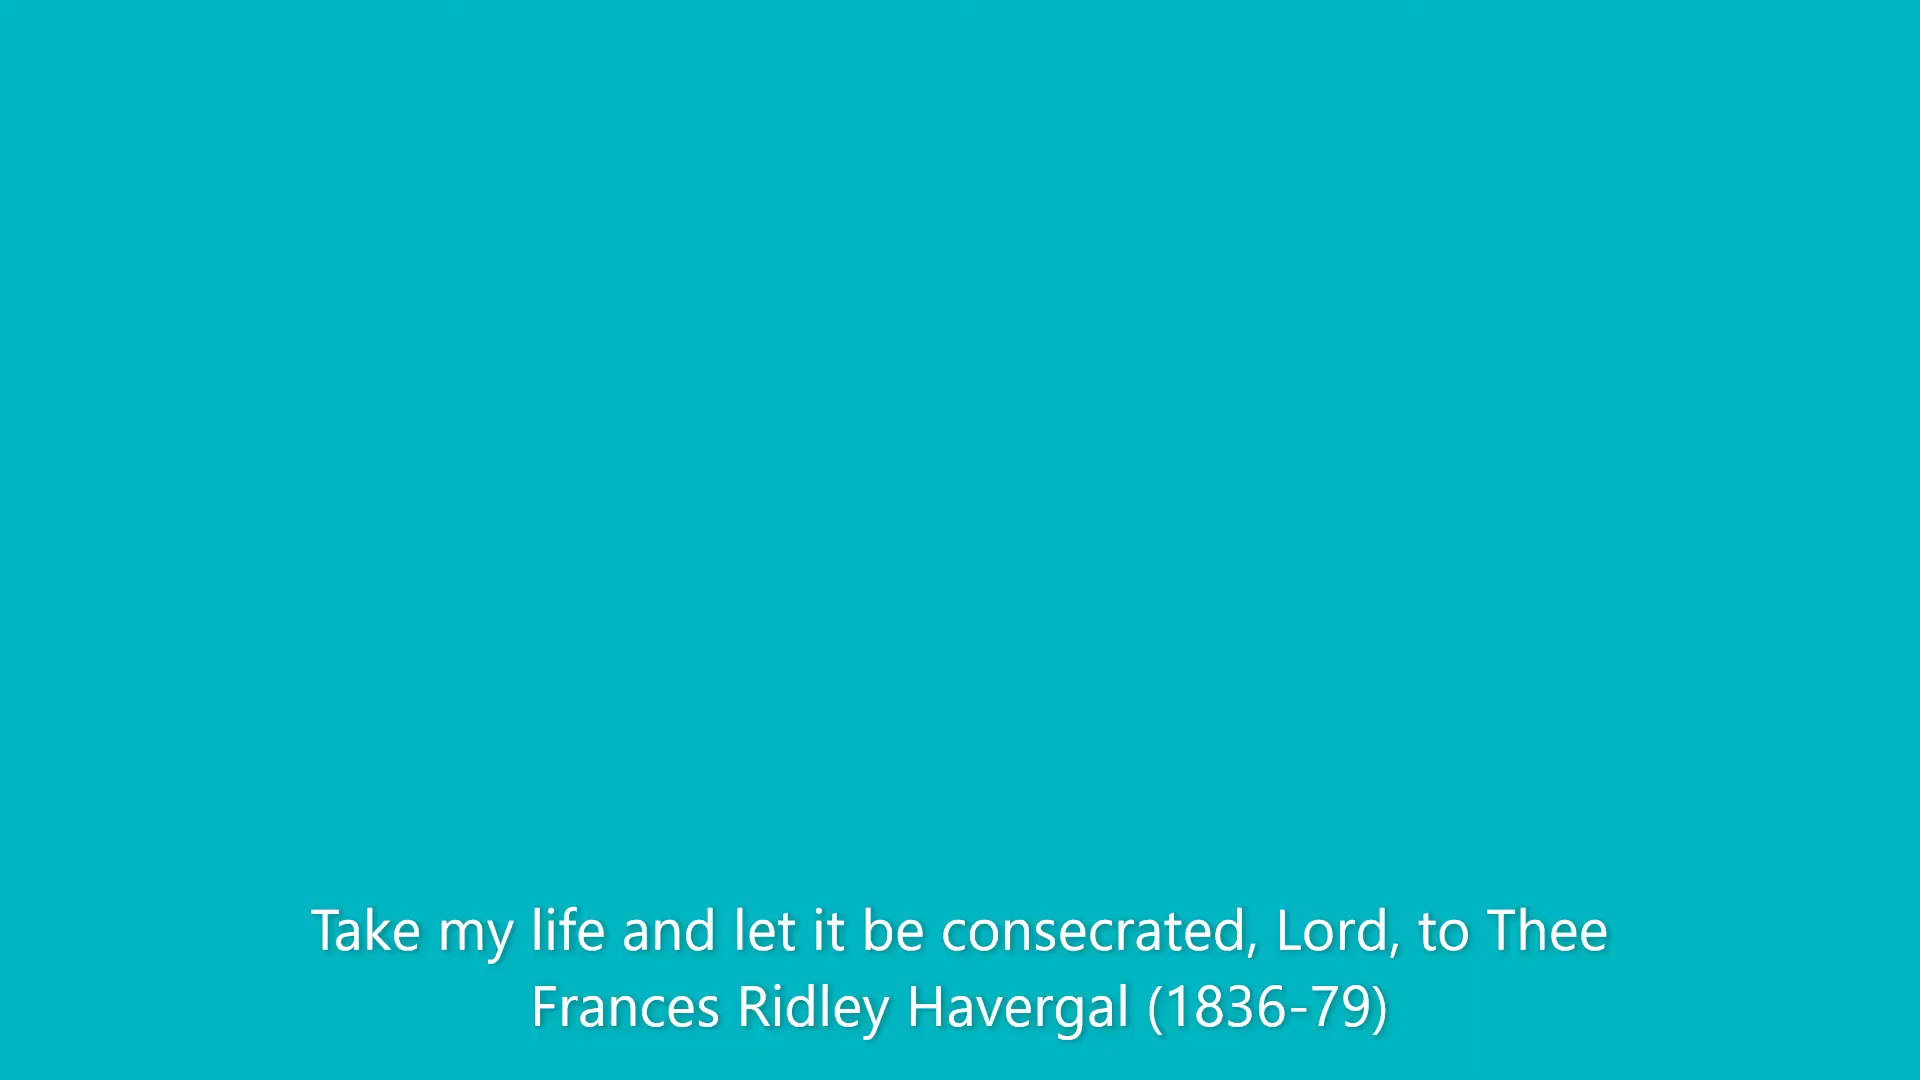 Take my life and let it be consecrated, Lord, to Thee
Frances Ridley Havergal (1836-79)